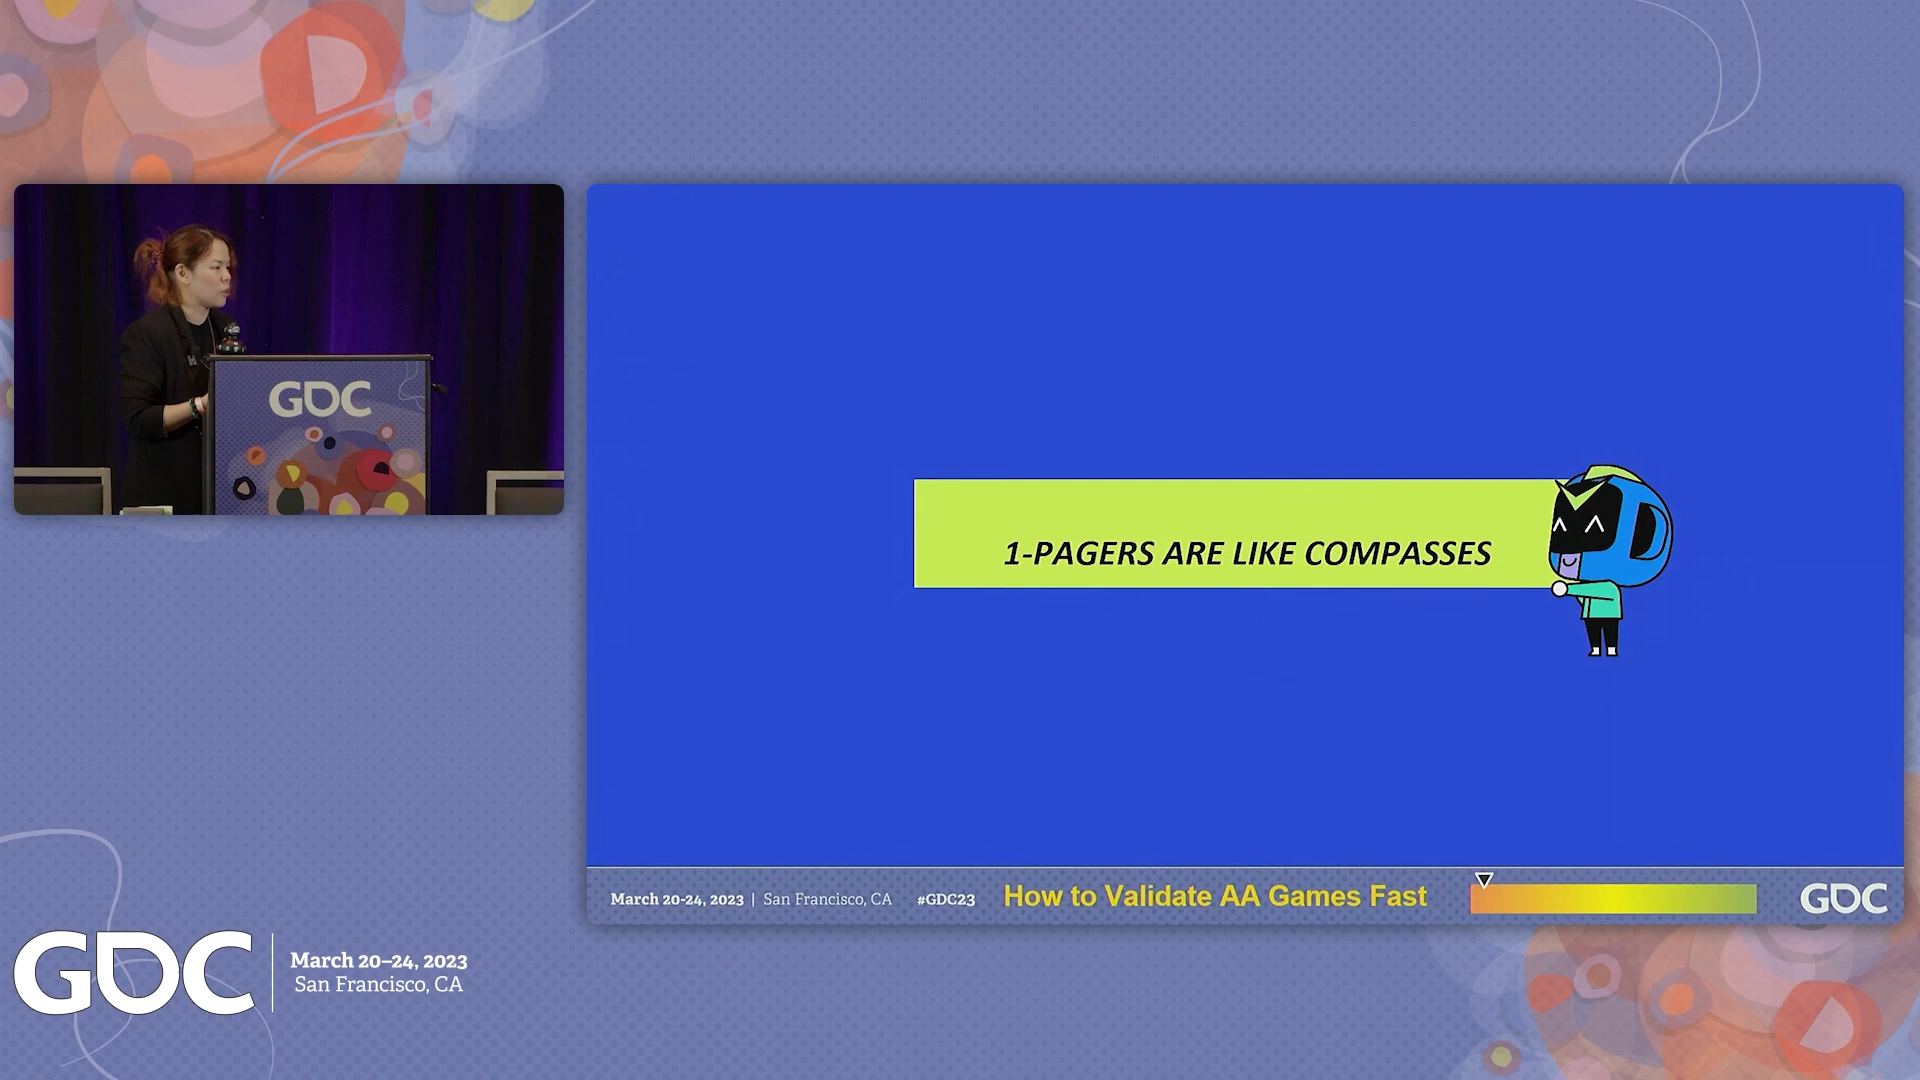 GDC
1-PAGERS ARE LIKE COMPASSES
D
March 20-24, 2023 | San Francisco, CA #GDC23 How to Validate AA Games Fast GDC
GDC
March 20–24, 2023
San Francisco, CA